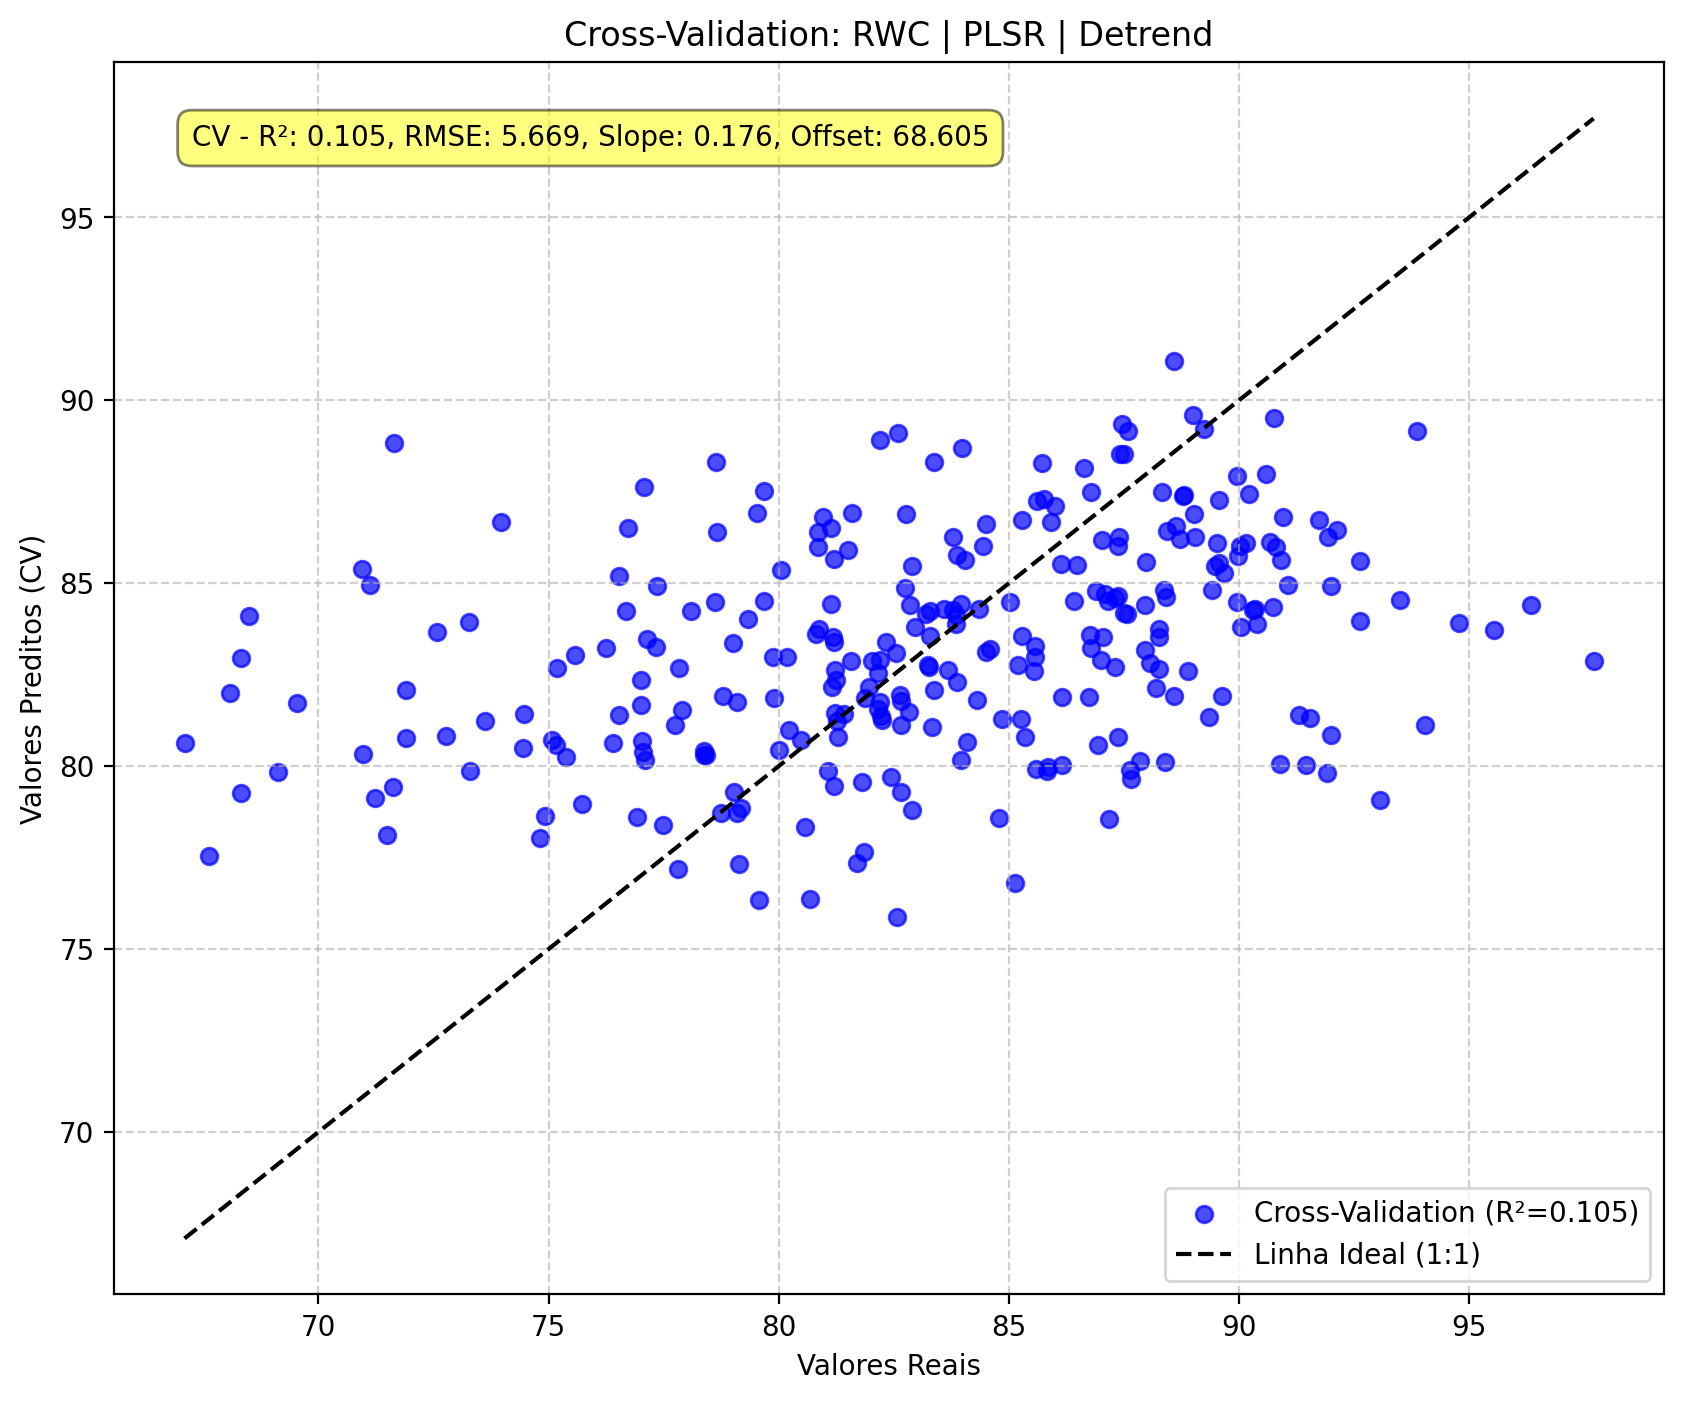 Cross-Validation: RWC | PLSR | Detrend
CV - R²: 0.105, RMSE: 5.669, Slope: 0.176, Offset: 68.605
Valores Preditos (CV)
95
90
85
80
75
70
Cross-Validation (R²=0.105)
Linha Ideal (1:1)
70 75 80 85 90 95
Valores Reais